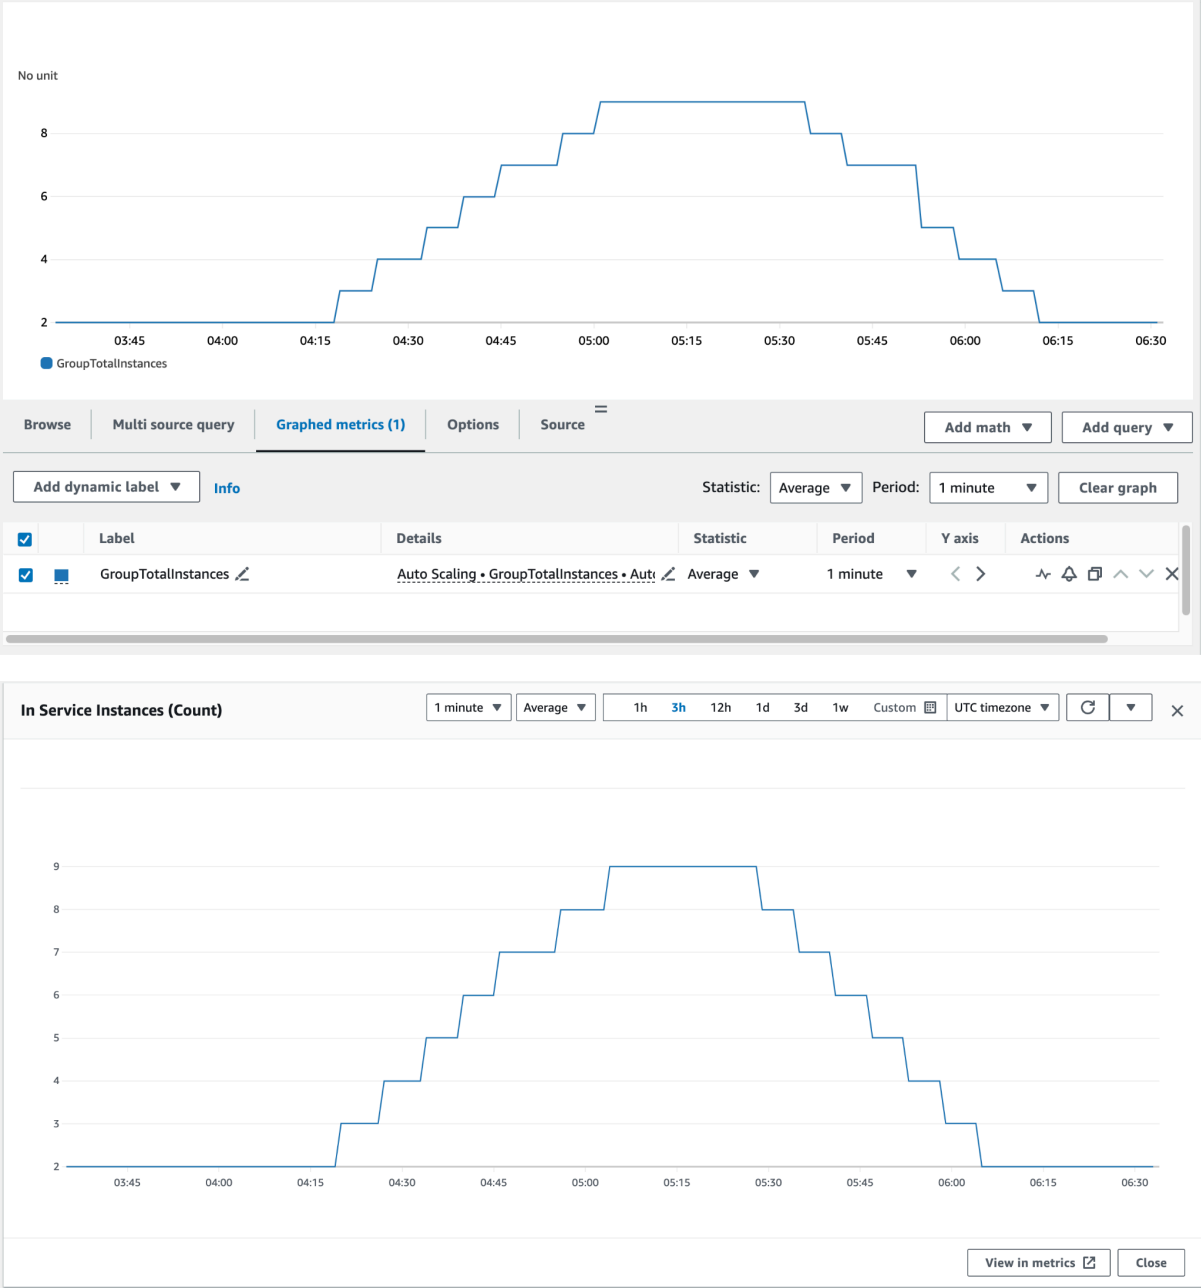 No unit
8
6
4
2
03:45 04:00 04:15 04:30 04:45 05:00 05:15 05:30 05:45 06:00 06:15 06:30
GroupTotalInstances
Browse Multi source query Graphed metrics (1) Options Source Add math Add query
Add dynamic label Info Statistic: Average Period: 1 minute Clear graph
Label Details Statistic Period Y axis Actions
GroupTotalInstances Auto Scaling • GroupTotalInstances • Auto Average 1 minute
In Service Instances (Count) 1 minute Average 1h 3h 12h 1d 3d 1w Custom UTC timezone
9
8
7
6
5
4
3
2
03:45 04:00 04:15 04:30 04:45 05:00 05:15 05:30 05:45 06:00 06:15 06:30
View in metrics Close